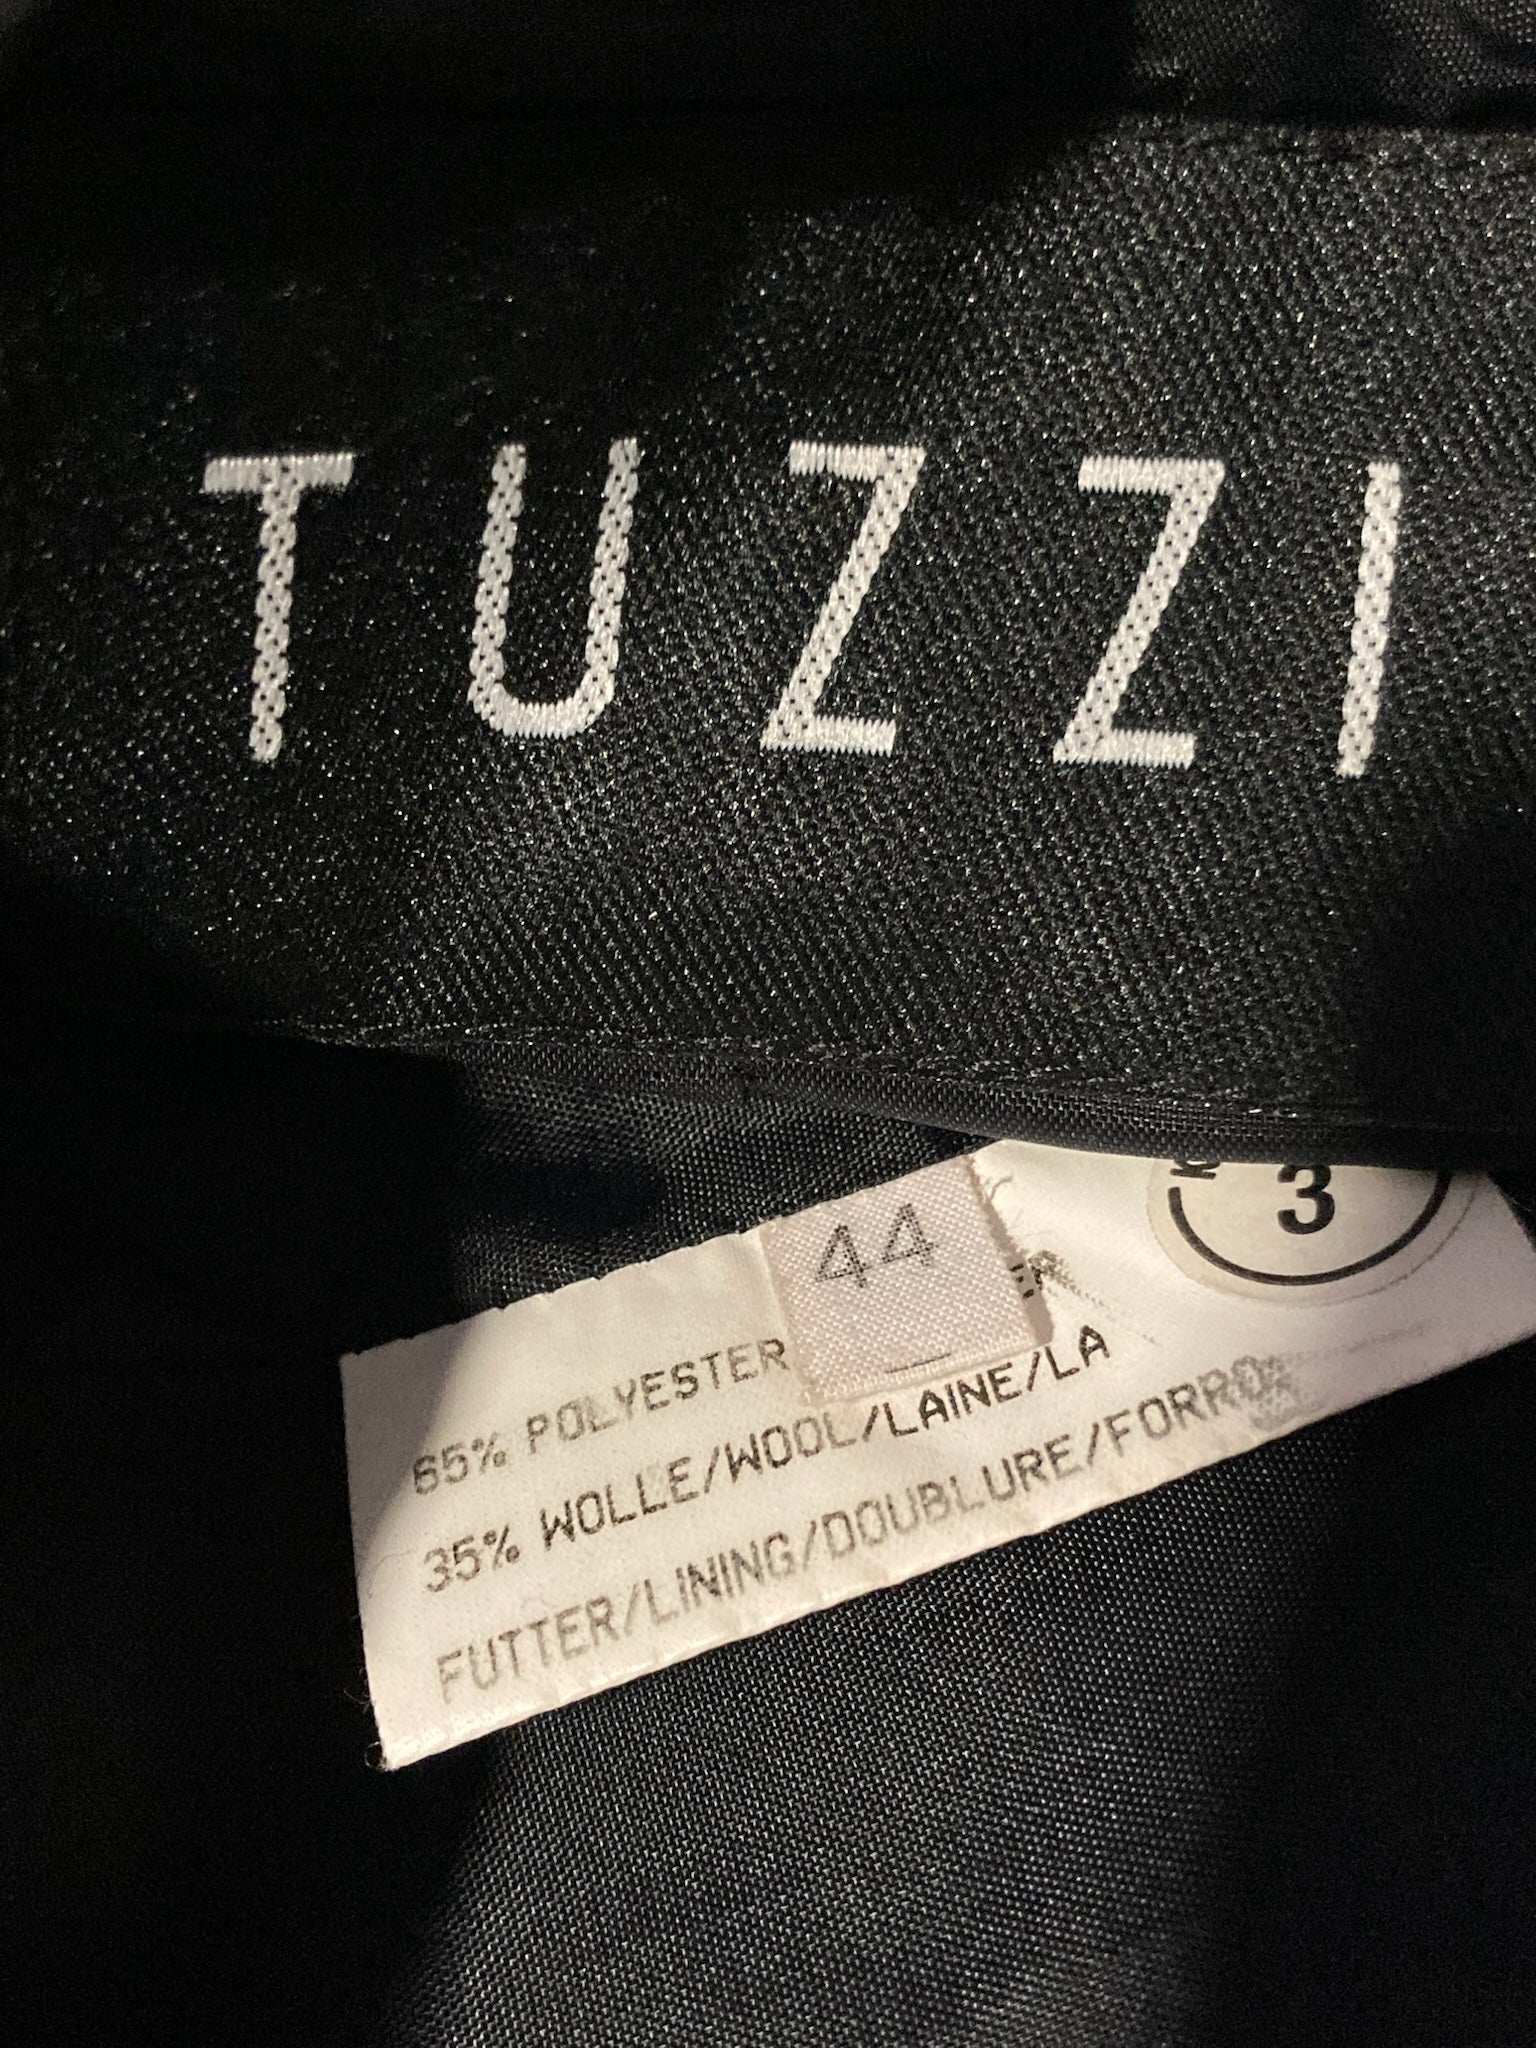 TUZZI
3
44
65% POLYESTER
35% WOLLE/WOOL/LAINE/LA
FUTTER/LINING/DOUBLURE/FORRO: